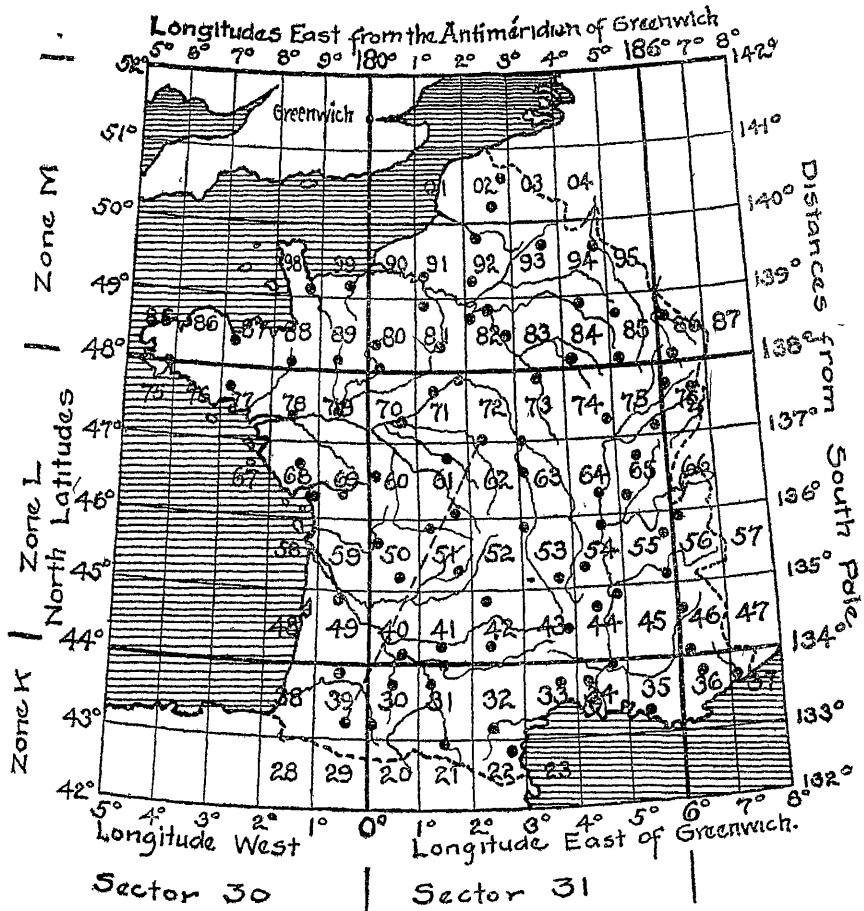 Longitudes East from the Antiméridian of Greenwich
5° 6° 7° 8° 9° 180° 1° 2° 3° 4° 5° 186° 7° 8°
52° 142°
Greenwich
51° 141°
01 02 03 04
50° 140°
98 99 90 91 92 93 94 95
49° 139°
86 87 88 89 80 81 82 83 84 85 86 87
48° 138°
75 76 77 78 79 70 71 72 73 74 75 76
47° 137°
67 68 69 60 61 62 63 64 65 66
46° 136°
58 59 50 51 52 53 54 55 56 57
45° 135°
48 49 40 41 42 43 44 45 46 47
44° 134°
38 39 30 31 32 33 34 35 36 37
43° 133°
28 29 20 21 22 23
42° 132°
5° 4° 3° 2° 1° 0° 1° 2° 3° 4° 5° 6° 7° 8°
Longitude West
Longitude East of Greenwich.
Sector 30
Sector 31
Zone M
Zone L
North Latitudes
Zone K
Distances from South Pole